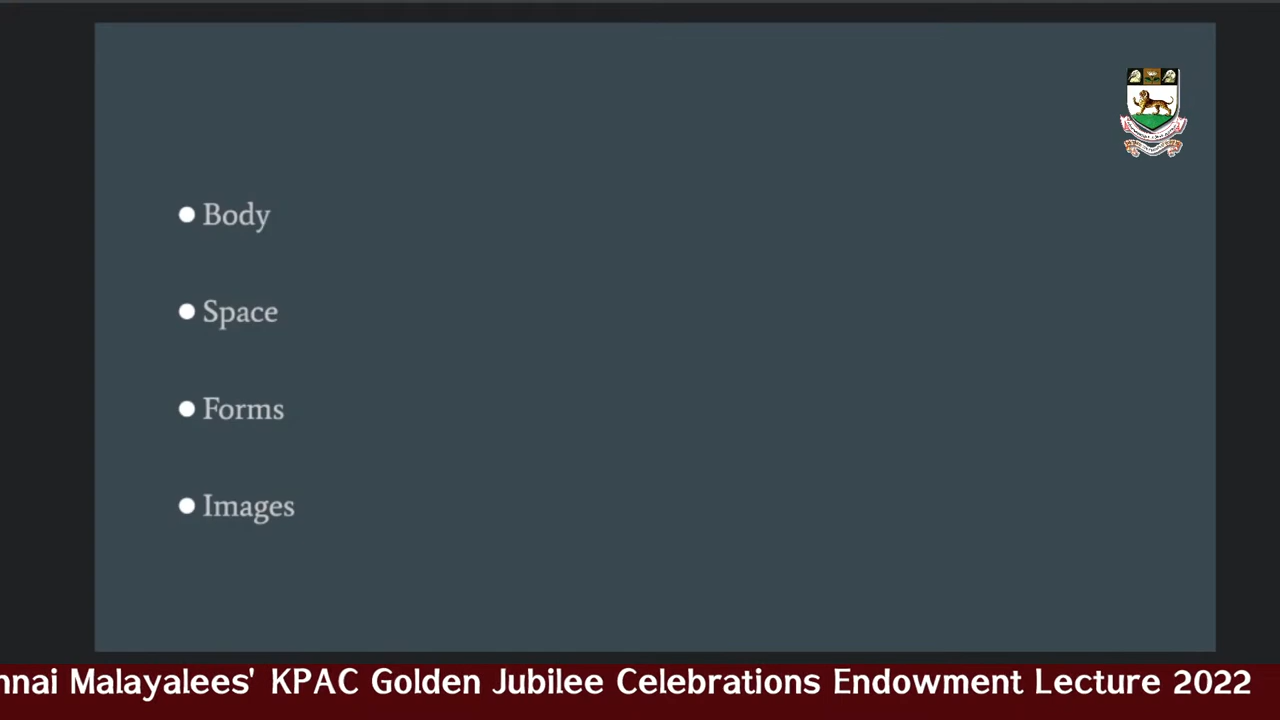 Body
Space
Forms
Images
nnai Malayalees' KPAC Golden Jubilee Celebrations Endowment Lecture 2022